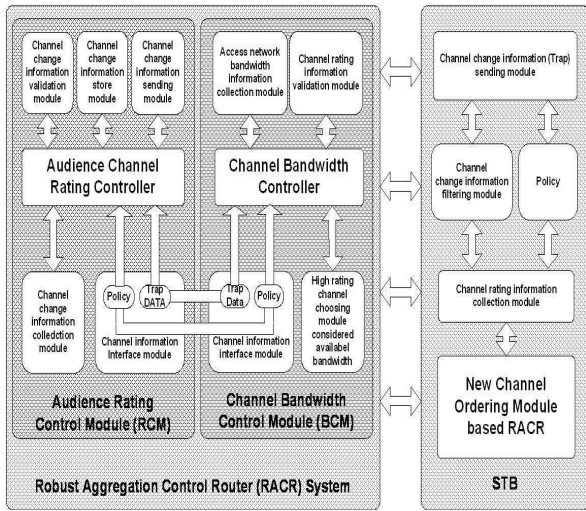 Channel
change
information
validation
module
Channel
change
information
store
module
Channel
change
information
sending
module
Audience Channel
Rating Controller
Channel
change
information
colledction
module
Policy
Trap
DATA
Channel information
Interface module
Audience Rating
Control Module (RCM)
Access network
bandwidth
information
collection module
Channel rating
information
validation module
Channel Bandwidth
Controller
Trap
Data
Policy
Channel information
interface module
High rating
channel
choosing
module
considered
availabel
bandwidth
Channel Bandwidth
Control Module (BCM)
Robust Aggregation Control Router (RACR) System
Channel change information (Trap)
sending module
Channel
change information
filtering module
Policy
Channel rating information
collection module
New Channel
Ordering Module
based RACR
STB